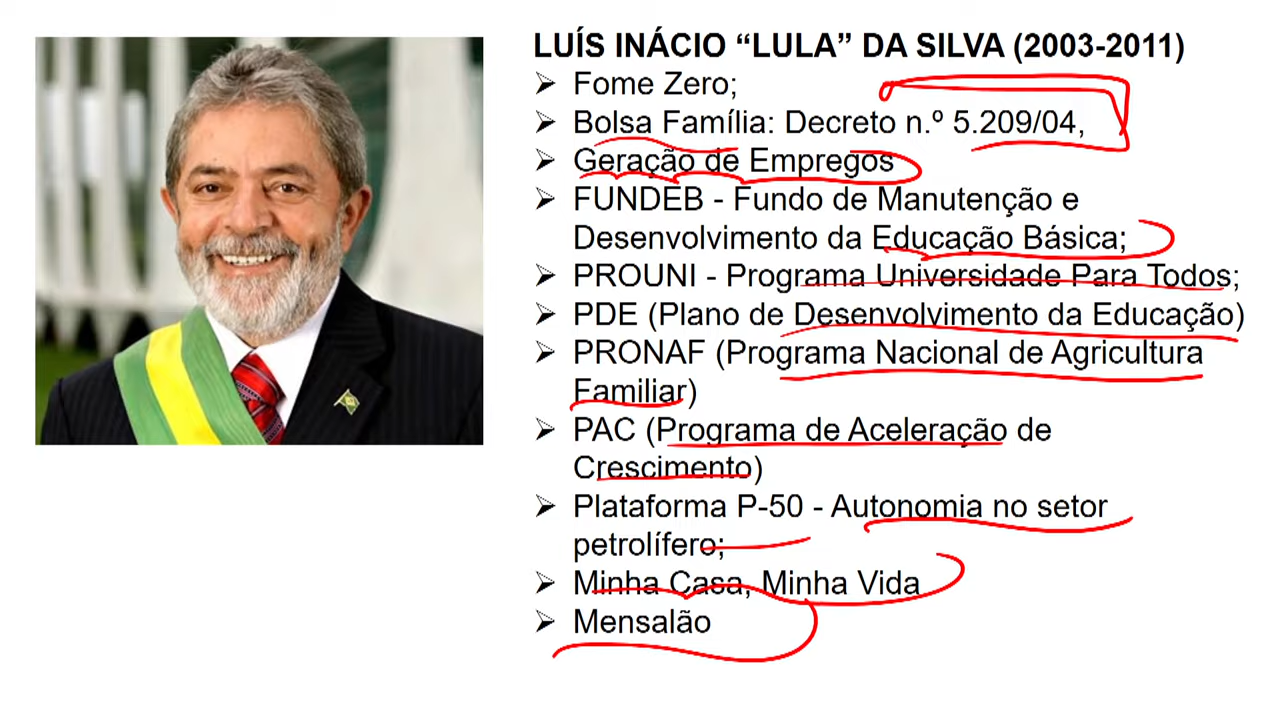 LUÍS INÁCIO “LULA” DA SILVA (2003-2011)
➢ Fome Zero;
➢ Bolsa Família: Decreto n.º 5.209/04,
➢ Geração de Empregos
➢ FUNDEB - Fundo de Manutenção e
Desenvolvimento da Educação Básica;
➢ PROUNI - Programa Universidade Para Todos;
➢ PDE (Plano de Desenvolvimento da Educação)
➢ PRONAF (Programa Nacional de Agricultura
Familiar)
➢ PAC (Programa de Aceleração de
Crescimento)
➢ Plataforma P-50 - Autonomia no setor
petrolífero;
➢ Minha Casa, Minha Vida
➢ Mensalão